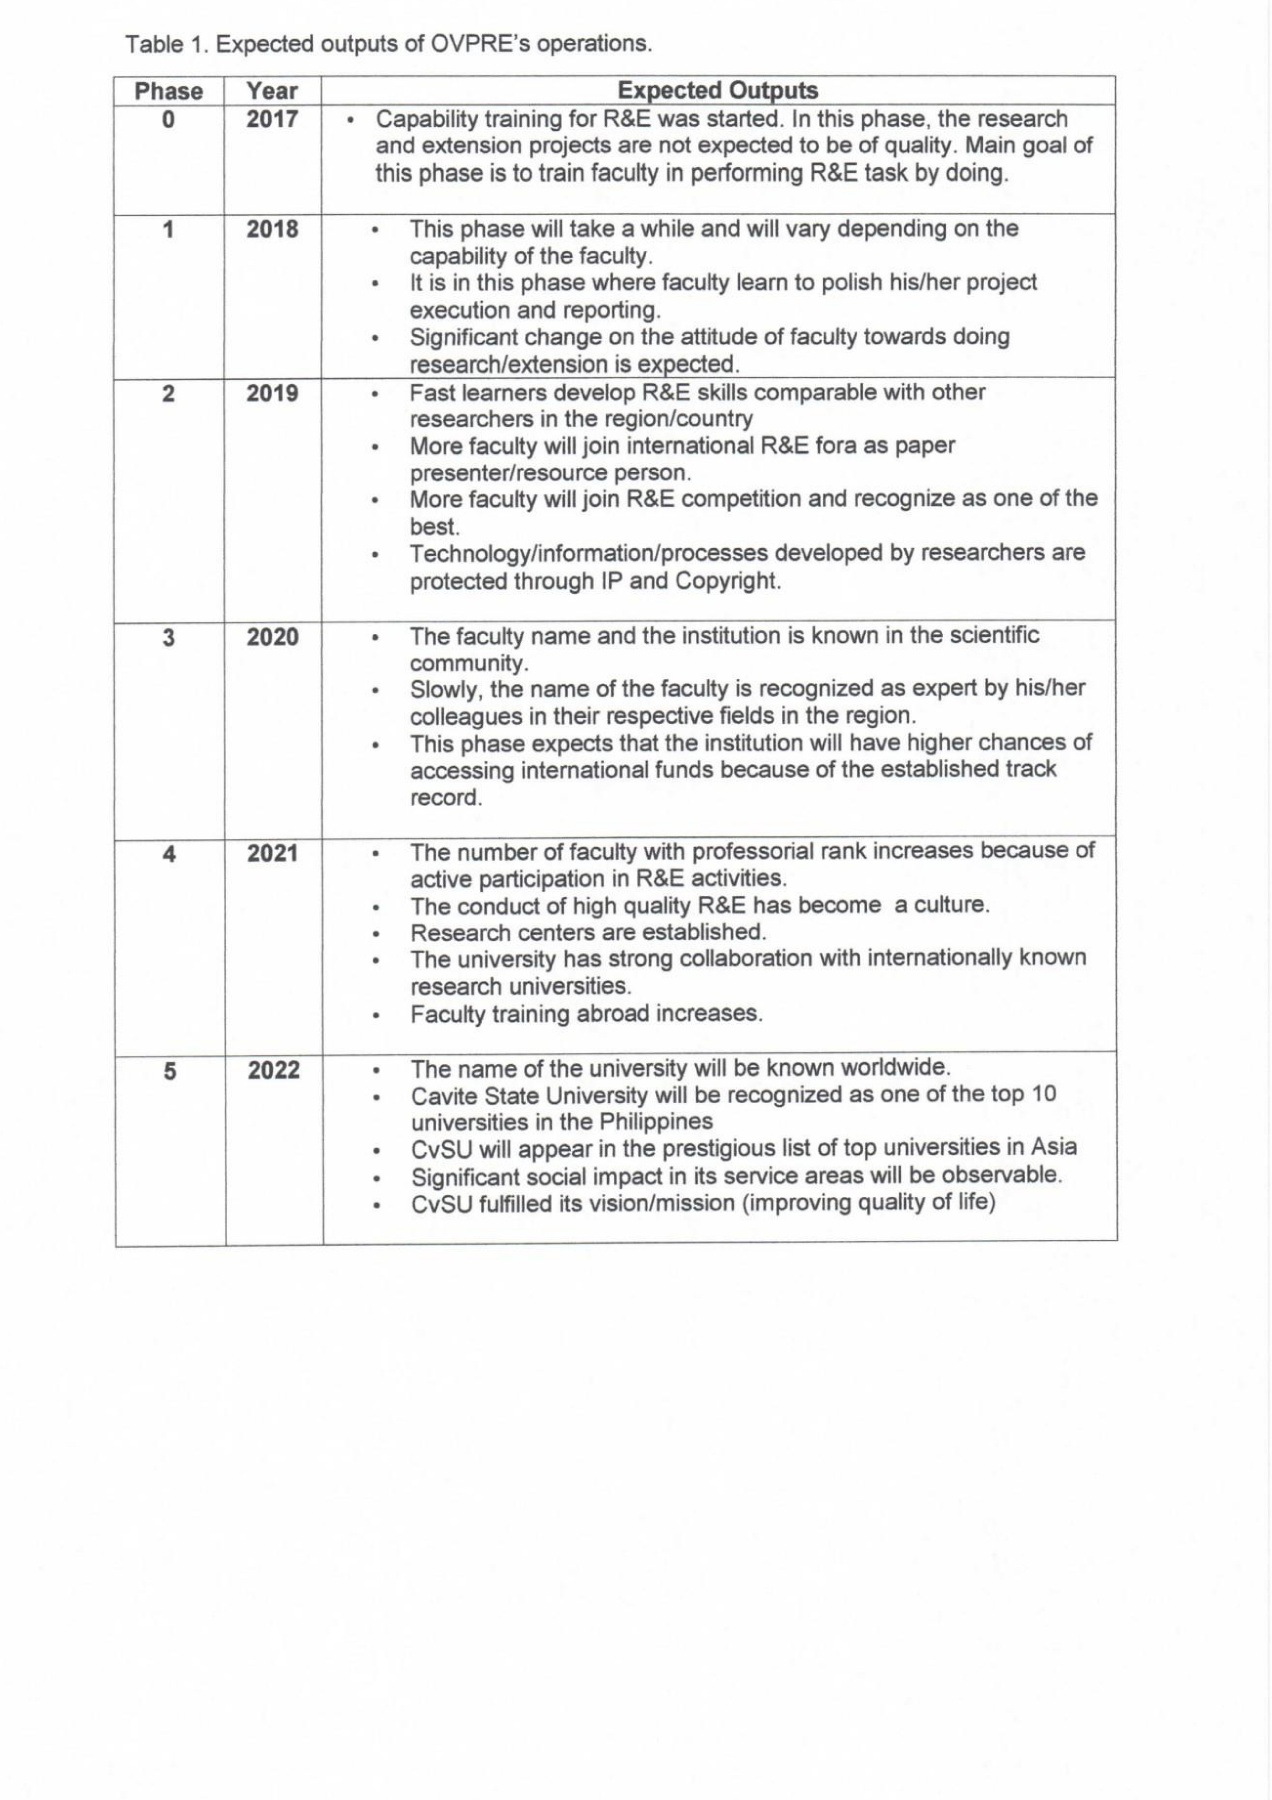 Table 1. Expected outputs of OVPRE's operations.
Phase Year Expected Outputs
0 2017 • Capability training for R&E was started. In this phase, the research
and extension projects are not expected to be of quality. Main goal of
this phase is to train faculty in performing R&E task by doing.
1 2018 • This phase will take a while and will vary depending on the
capability of the faculty.
• It is in this phase where faculty learn to polish his/her project
execution and reporting.
• Significant change on the attitude of faculty towards doing
research/extension is expected.
2 2019 • Fast learners develop R&E skills comparable with other
researchers in the region/country
• More faculty will join international R&E fora as paper
presenter/resource person.
• More faculty will join R&E competition and recognize as one of the
best.
• Technology/information/processes developed by researchers are
protected through IP and Copyright.
3 2020 • The faculty name and the institution is known in the scientific
community.
• Slowly, the name of the faculty is recognized as expert by his/her
colleagues in their respective fields in the region.
• This phase expects that the institution will have higher chances of
accessing international funds because of the established track
record.
4 2021 • The number of faculty with professorial rank increases because of
active participation in R&E activities.
• The conduct of high quality R&E has become a culture.
• Research centers are established.
• The university has strong collaboration with internationally known
research universities.
• Faculty training abroad increases.
5 2022 • The name of the university will be known worldwide.
• Cavite State University will be recognized as one of the top 10
universities in the Philippines
• CvSU will appear in the prestigious list of top universities in Asia
• Significant social impact in its service areas will be observable.
• CvSU fulfilled its vision/mission (improving quality of life)